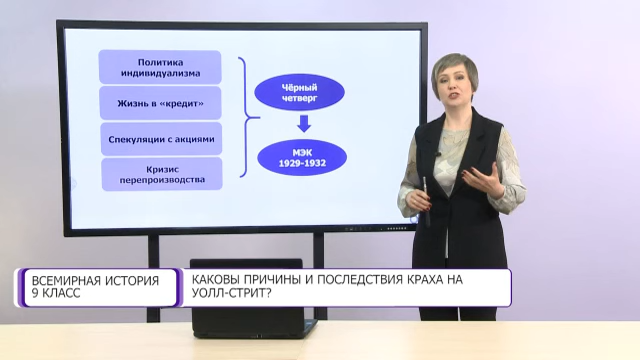 Политика
индивидуализма
Жизнь в «кредит»
Спекуляции с акциями
Кризис
перепроизводства
Чёрный
четверг
МЭК
1929-1932
ВСЕМИРНАЯ ИСТОРИЯ
9 КЛАСС
КАКОВЫ ПРИЧИНЫ И ПОСЛЕДСТВИЯ КРАХА НА
УОЛЛ-СТРИТ?